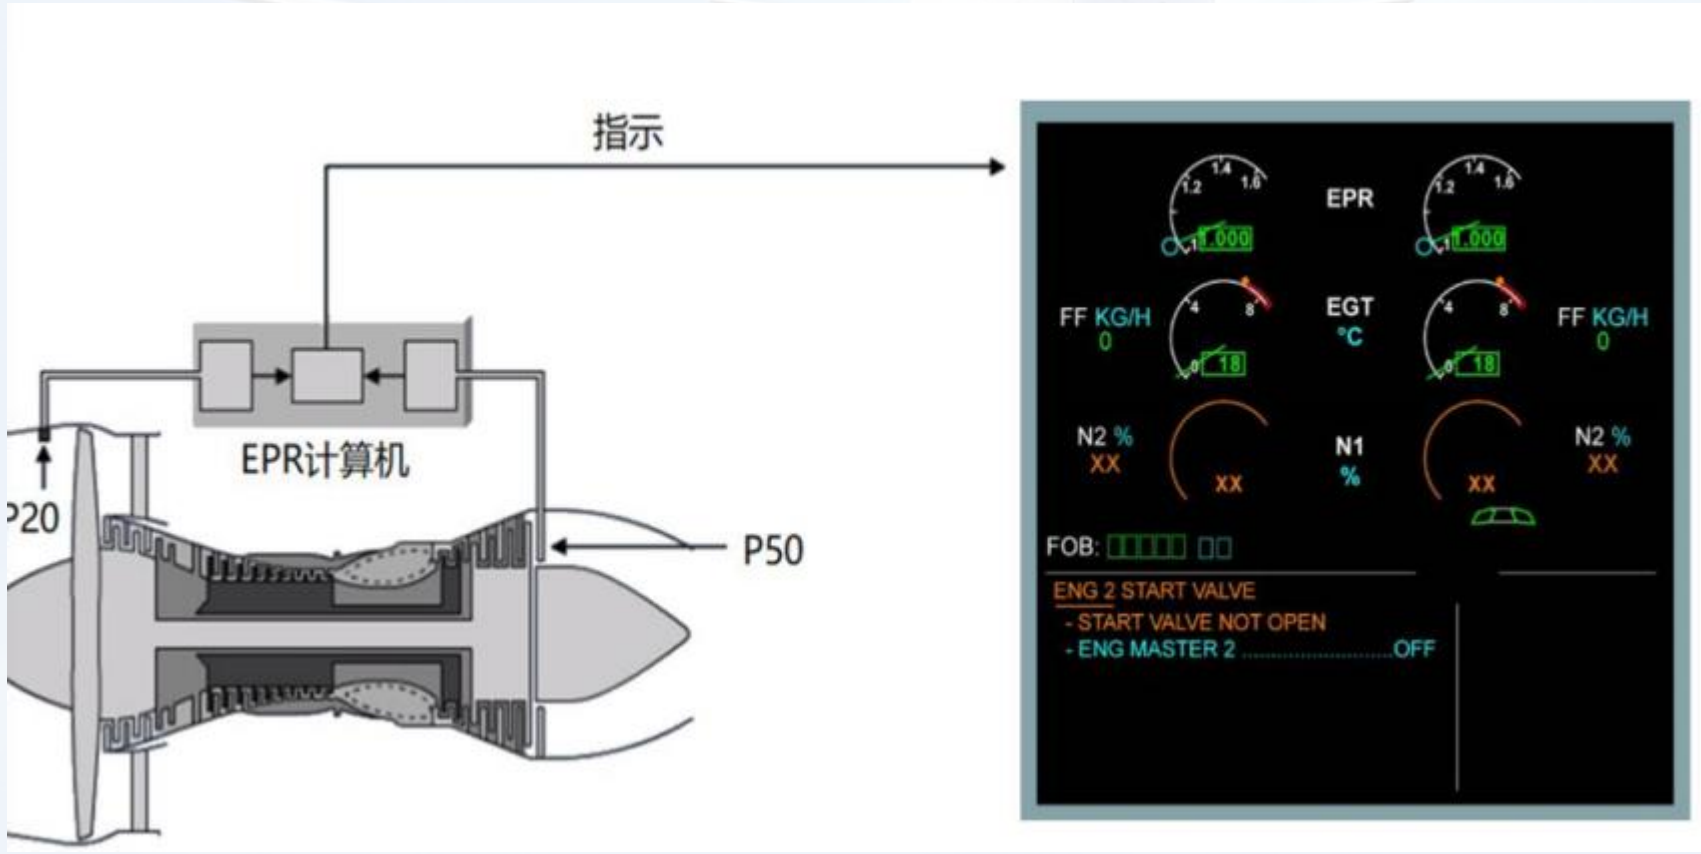 指示
EPR计算机
P20
P50
1.2 1.4 1.6
1
1.000
EPR
1.2 1.4 1.6
1
1.000
FF KG/H
0
4 8
0
18
EGT
°C
4 8
0
18
FF KG/H
0
N2 %
XX
XX
N1
%
XX
N2 %
XX
FOB:
ENG 2 START VALVE
- START VALVE NOT OPEN
- ENG MASTER 2 ........................OFF